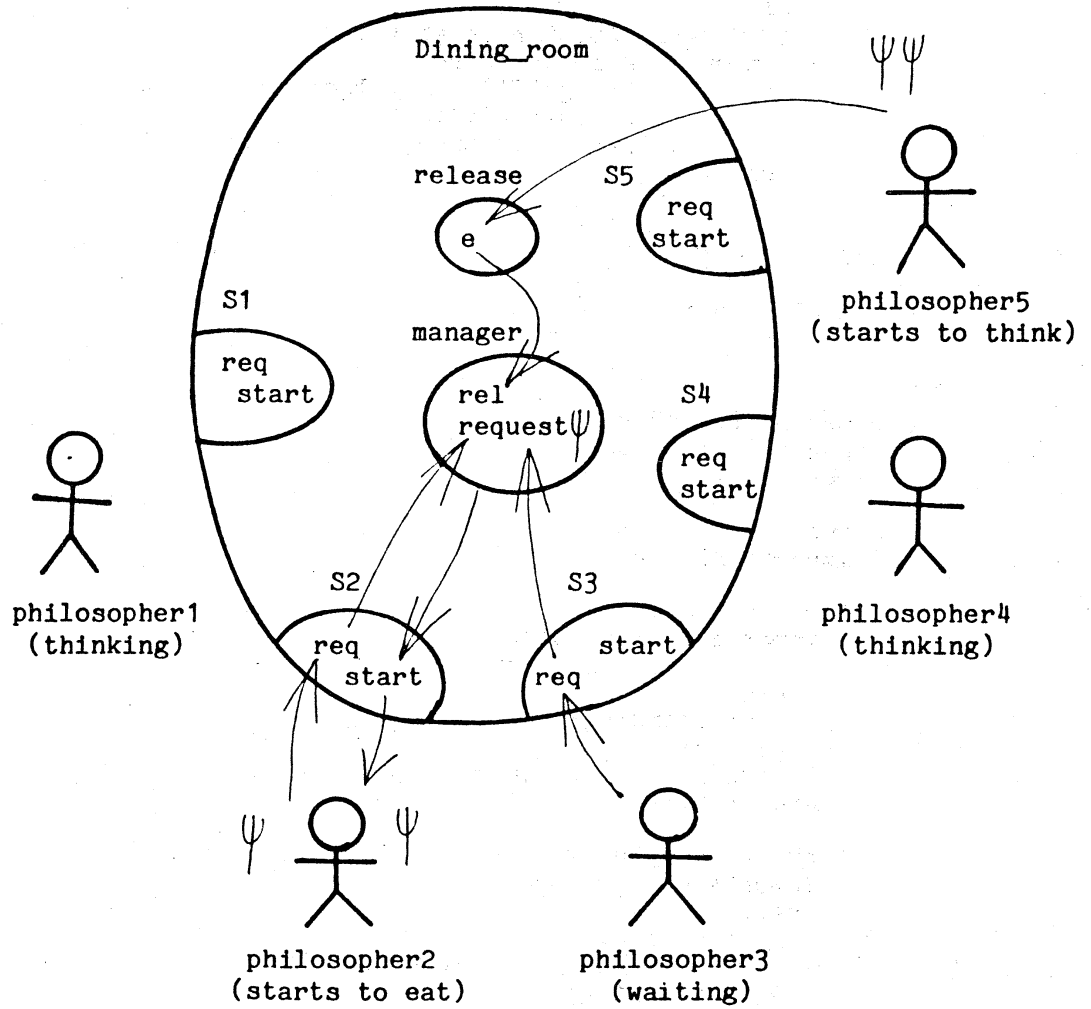 Dining_room
release
e
S5
req
start
philosopher5
(starts to think)
S1
req
start
manager
rel
request
S4
req
start
philosopher1
(thinking)
philosopher4
(thinking)
S2
req
start
S3
start
req
philosopher2
(starts to eat)
philosopher3
(waiting)